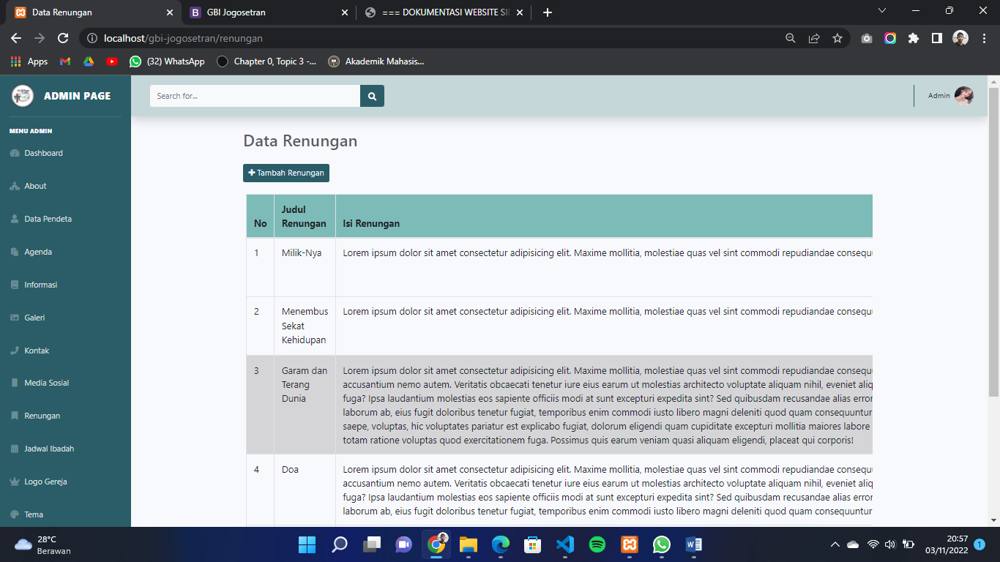 Data Renungan
GBI Jogosetran
=== DOKUMENTASI WEBSITE SI
localhost/gbi-jogosetran/renungan
Apps
(32) WhatsApp
Chapter 0, Topic 3 -...
Akademik Mahasis...
ADMIN PAGE
Search for...
Admin
MENU ADMIN
Dashboard
About
Data Pendeta
Agenda
Informasi
Galeri
Kontak
Media Sosial
Renungan
Jadwal Ibadah
Logo Gereja
Tema
Data Renungan
+ Tambah Renungan
No
Judul
Renungan
Isi Renungan
1
Milik-Nya
Lorem ipsum dolor sit amet consectetur adipisicing elit. Maxime mollitia, molestiae quas vel sint commodi repudiandae consequ
2
Menembus
Sekat
Kehidupan
Lorem ipsum dolor sit amet consectetur adipisicing elit. Maxime mollitia, molestiae quas vel sint commodi repudiandae consequ
3
Garam dan
Terang
Dunia
Lorem ipsum dolor sit amet consectetur adipisicing elit. Maxime mollitia, molestiae quas vel sint commodi repudiandae consequ
accusantium nemo autem. Veritatis obcaecati tenetur iure eius earum ut molestias architecto voluptate aliquam nihil, eveniet aliq
fuga? Ipsa laudantium molestias eos sapiente officiis modi at sunt excepturi expedita sint? Sed quibusdam recusandae alias error
laborum ab, eius fugit doloribus tenetur fugiat, temporibus enim commodi iusto libero magni deleniti quod quam consequuntur
saepe, voluptas, hic voluptates pariatur est explicabo fugiat, dolorum eligendi quam cupiditate excepturi mollitia maiores labore
totam ratione voluptas quod exercitationem fuga. Possimus quis earum veniam quasi aliquam eligendi, placeat qui corporis!
4
Doa
Lorem ipsum dolor sit amet consectetur adipisicing elit. Maxime mollitia, molestiae quas vel sint commodi repudiandae consequ
accusantium nemo autem. Veritatis obcaecati tenetur iure eius earum ut molestias architecto voluptate aliquam nihil, eveniet aliq
fuga? Ipsa laudantium molestias eos sapiente officiis modi at sunt excepturi expedita sint? Sed quibusdam recusandae alias error
laborum ab, eius fugit doloribus tenetur fugiat, temporibus enim commodi iusto libero magni deleniti quod quam consequuntur
28°C
Berawan
20:57
03/11/2022
1